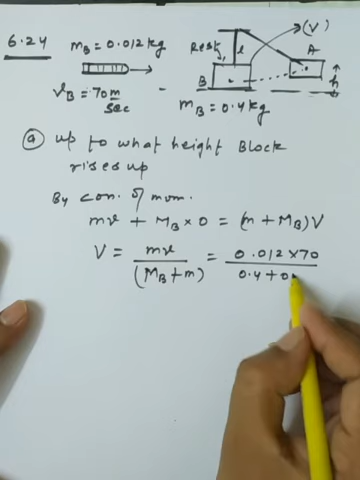 6.24 m_B = 0.012 kg
v_B = 70 m/sec
Rest
l
(V)
A
B
h
m_B = 0.4 kg
(a) up to what height Block
rises up
By con. of mom.
mv + M_B × 0 = (m + M_B) V
V = mv / (M_B + m) = 0.012 × 70 / 0.4 + 0